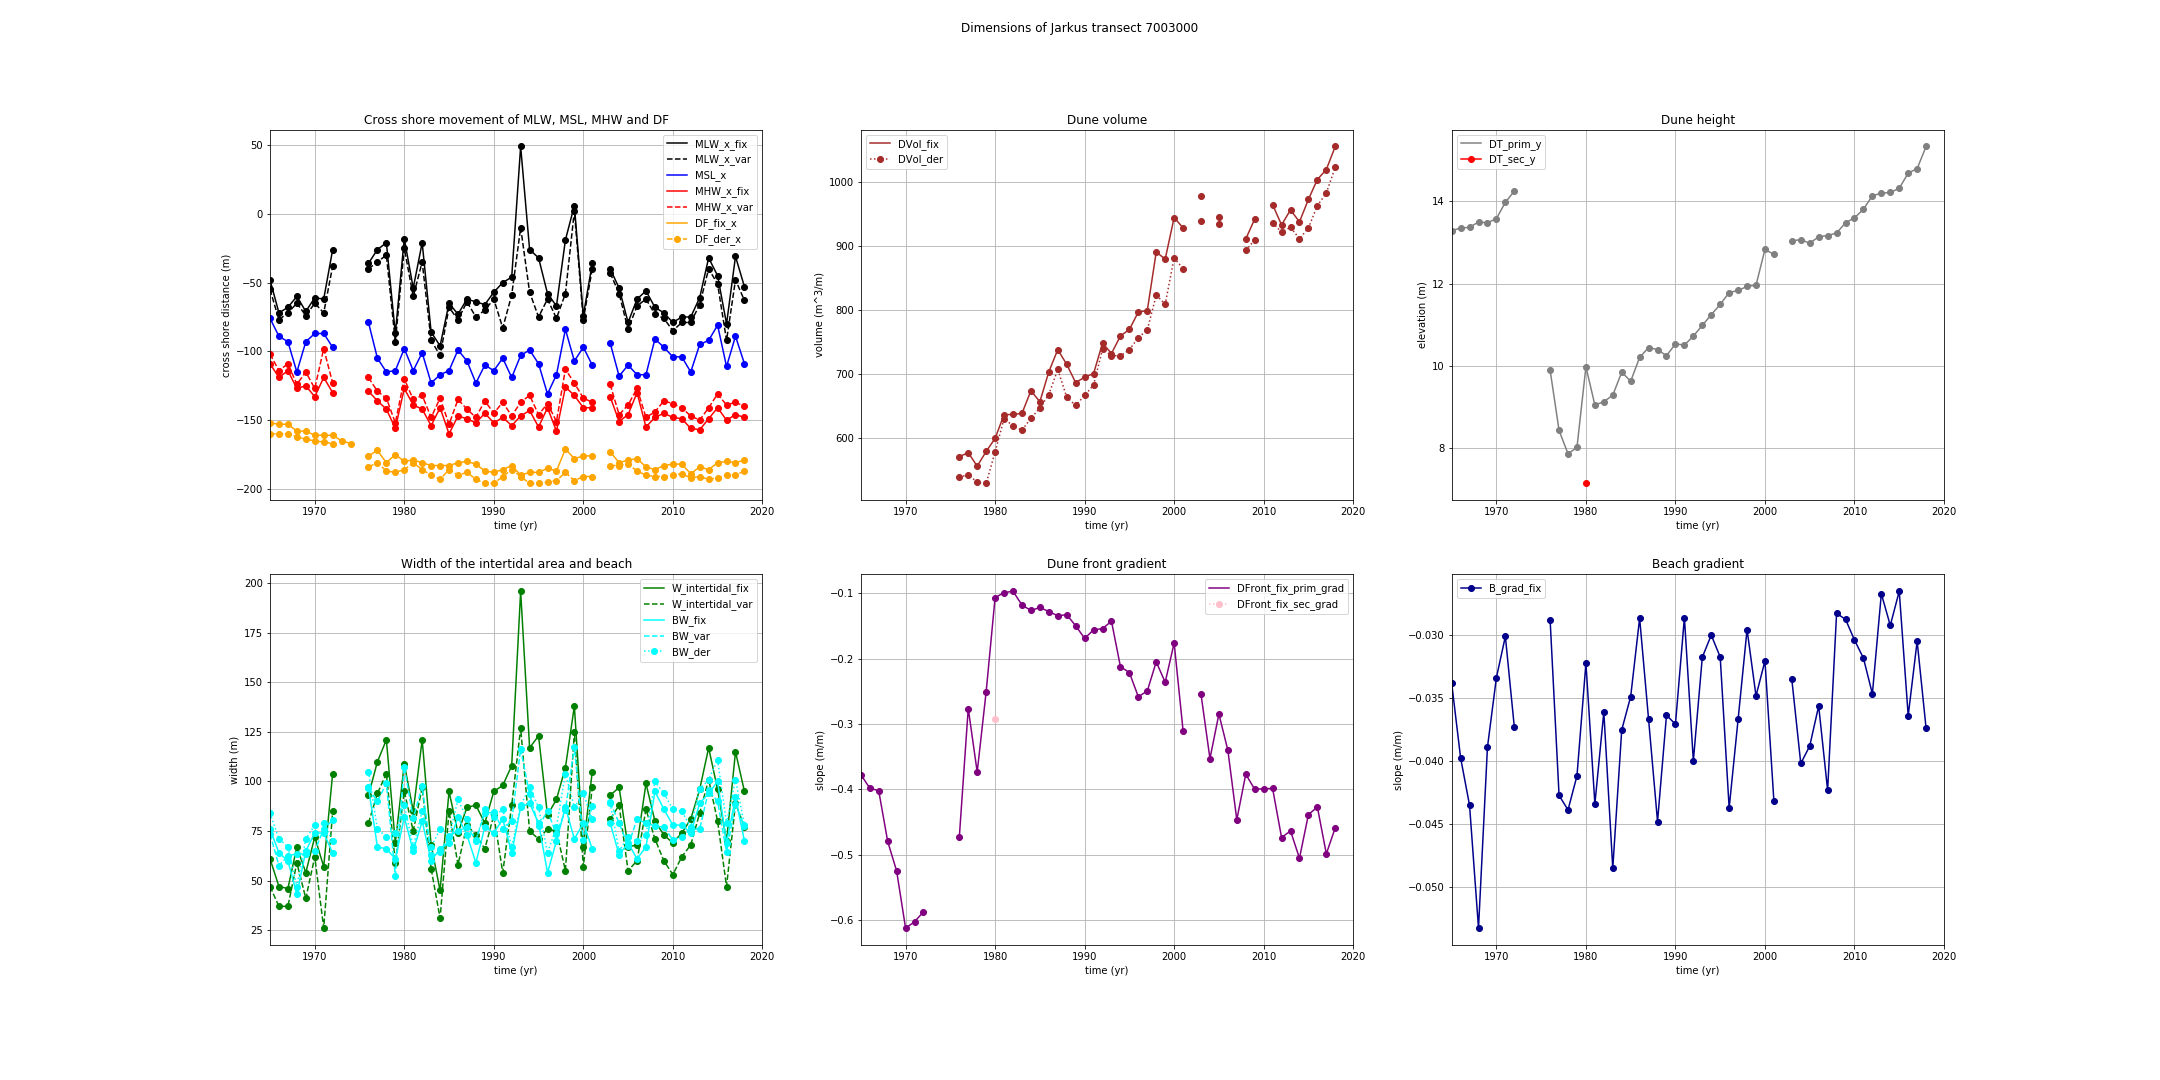 Dimensions of Jarkus transect 7003000
Cross shore movement of MLW, MSL, MHW and DF
cross shore distance (m)
50
0
−50
−100
−150
−200
MLW_x_fix
MLW_x_var
MSL_x
MHW_x_fix
MHW_x_var
DF_fix_x
DF_der_x
1970 1980 1990 2000 2010 2020
time (yr)
Dune volume
volume (m^3/m)
1000
900
800
700
600
DVol_fix
DVol_der
1970 1980 1990 2000 2010 2020
time (yr)
Dune height
elevation (m)
14
12
10
8
DT_prim_y
DT_sec_y
1970 1980 1990 2000 2010 2020
time (yr)
Width of the intertidal area and beach
width (m)
200
175
150
125
100
75
50
25
W_intertidal_fix
W_intertidal_var
BW_fix
BW_var
BW_der
1970 1980 1990 2000 2010 2020
time (yr)
Dune front gradient
slope (m/m)
−0.1
−0.2
−0.3
−0.4
−0.5
−0.6
DFront_fix_prim_grad
DFront_fix_sec_grad
1970 1980 1990 2000 2010 2020
time (yr)
Beach gradient
slope (m/m)
−0.030
−0.035
−0.040
−0.045
−0.050
B_grad_fix
1970 1980 1990 2000 2010 2020
time (yr)